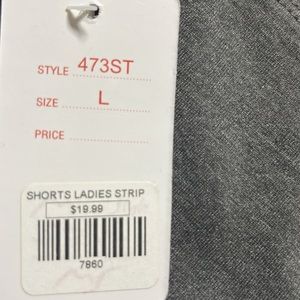 STYLE 473ST
SIZE L
PRICE
SHORTS LADIES STRIP
$19.99
7860